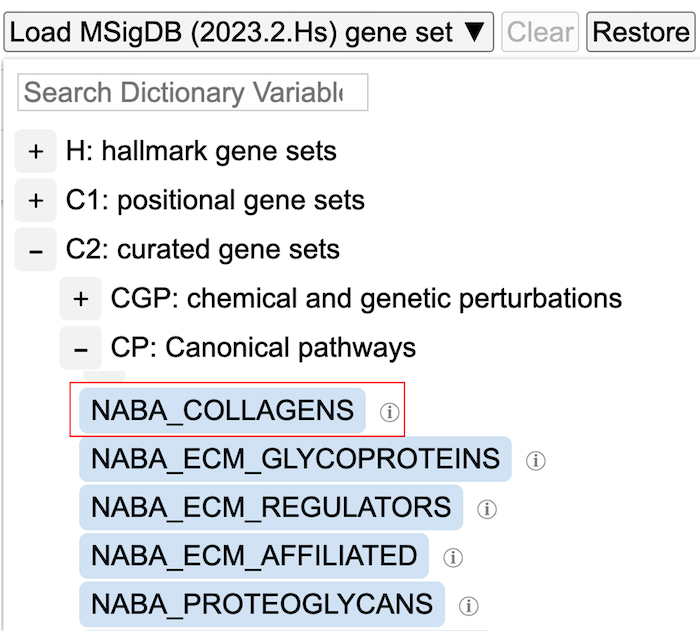 Load MSigDB (2023.2.Hs) gene set ▼ Clear Restore
Search Dictionary Variable
+ H: hallmark gene sets
+ C1: positional gene sets
– C2: curated gene sets
+ CGP: chemical and genetic perturbations
– CP: Canonical pathways
NABA_COLLAGENS ⓘ
NABA_ECM_GLYCOPROTEINS ⓘ
NABA_ECM_REGULATORS ⓘ
NABA_ECM_AFFILIATED ⓘ
NABA_PROTEOGLYCANS ⓘ